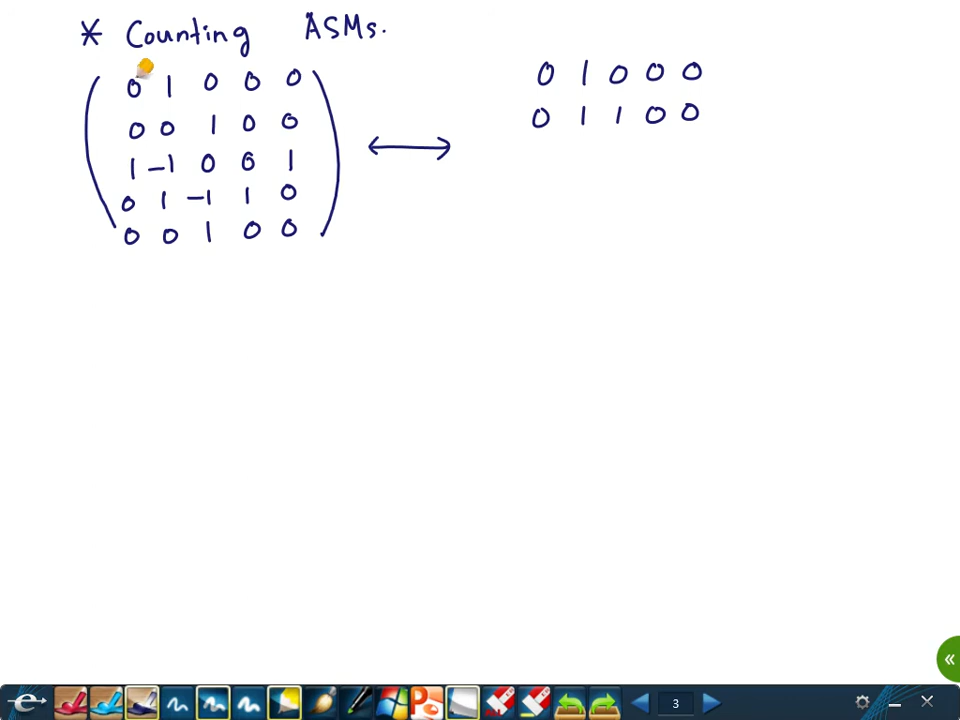 * Counting ASMs.
0 1 0 0 0
0 0 1 0 0
1 -1 0 0 1
0 1 -1 1 0
0 0 1 0 0
0 1 0 0 0
0 1 1 0 0
3